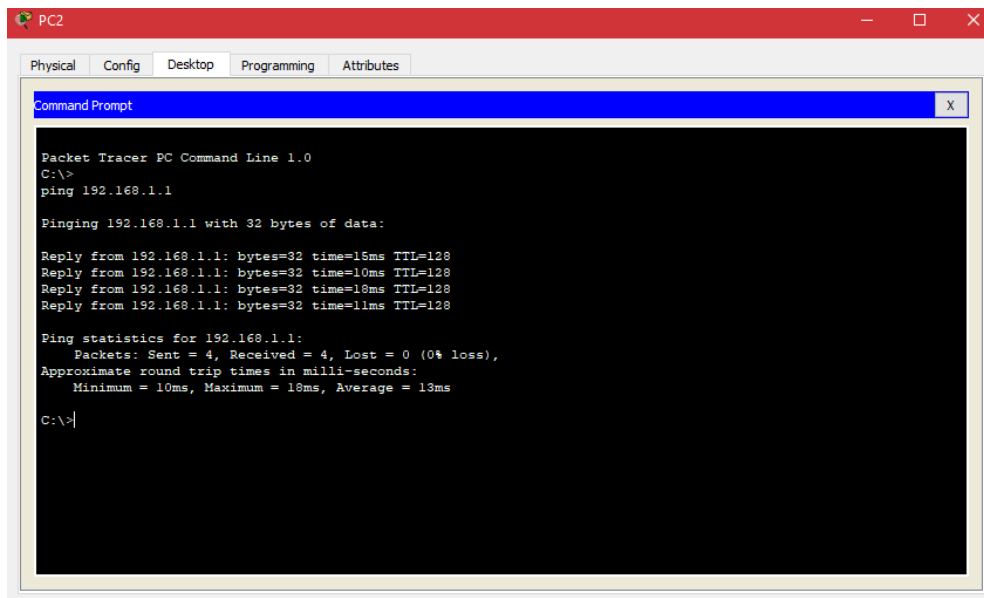 PC2
Physical Config Desktop Programming Attributes
Command Prompt
X
Packet Tracer PC Command Line 1.0
C:\>
ping 192.168.1.1
Pinging 192.168.1.1 with 32 bytes of data:
Reply from 192.168.1.1: bytes=32 time=15ms TTL=128
Reply from 192.168.1.1: bytes=32 time=10ms TTL=128
Reply from 192.168.1.1: bytes=32 time=18ms TTL=128
Reply from 192.168.1.1: bytes=32 time=11ms TTL=128
Ping statistics for 192.168.1.1:
Packets: Sent = 4, Received = 4, Lost = 0 (0% loss),
Approximate round trip times in milli-seconds:
Minimum = 10ms, Maximum = 18ms, Average = 13ms
C:\>